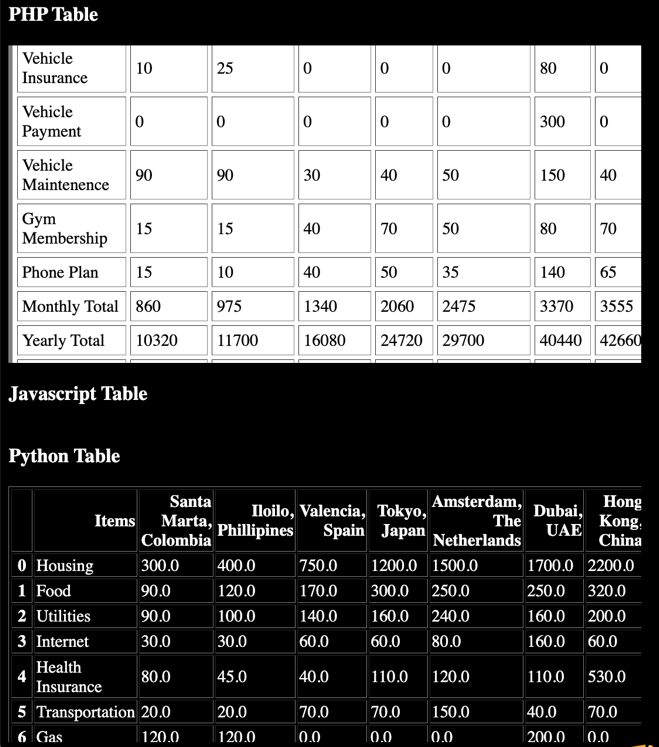 PHP Table
Vehicle Insurance 10 25 0 0 0 80 0
Vehicle Payment 0 0 0 0 0 300 0
Vehicle Maintenence 90 90 30 40 50 150 40
Gym Membership 15 15 40 70 50 80 70
Phone Plan 15 10 40 50 35 140 65
Monthly Total 860 975 1340 2060 2475 3370 3555
Yearly Total 10320 11700 16080 24720 29700 40440 42660
Javascript Table
Python Table
Items Santa Marta, Colombia Iloilo, Phillipines Valencia, Spain Tokyo, Japan Amsterdam, The Netherlands Dubai, UAE Hong Kong, China
0 Housing 300.0 400.0 750.0 1200.0 1500.0 1700.0 2200.0
1 Food 90.0 120.0 170.0 300.0 250.0 250.0 320.0
2 Utilities 90.0 100.0 140.0 160.0 240.0 160.0 200.0
3 Internet 30.0 30.0 60.0 60.0 80.0 160.0 60.0
4 Health Insurance 80.0 45.0 40.0 110.0 120.0 110.0 530.0
5 Transportation 20.0 20.0 70.0 70.0 150.0 40.0 70.0
6 Gas 120.0 120.0 0.0 0.0 0.0 200.0 0.0